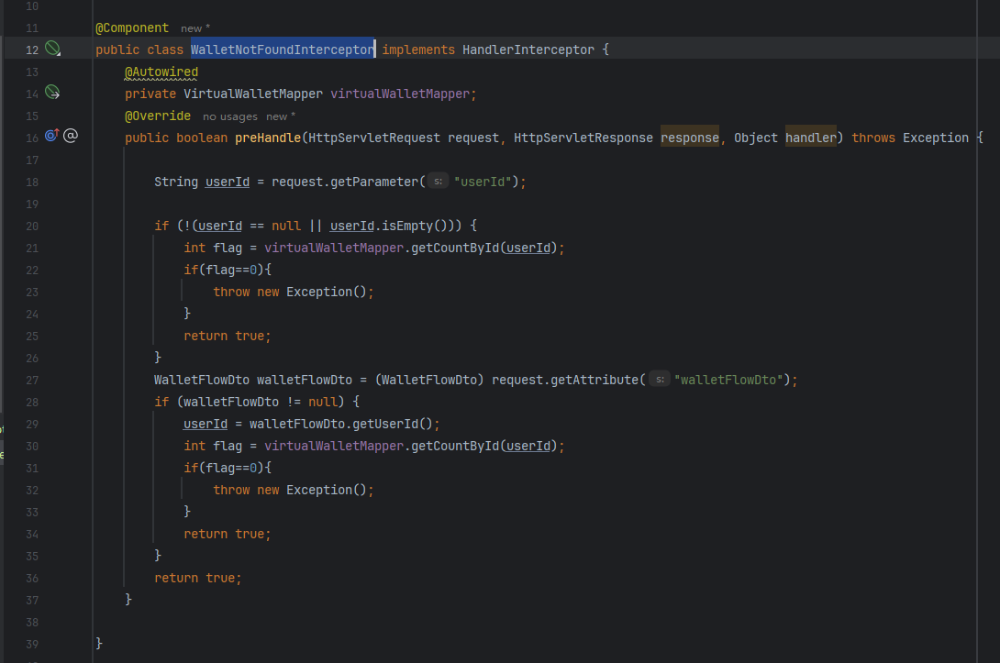 10
11 @Component new *
12 public class WalletNotFoundInterceptor implements HandlerInterceptor {
13 @Autowired
14 private VirtualWalletMapper virtualWalletMapper;
15 @Override no usages new *
16 @ public boolean preHandle(HttpServletRequest request, HttpServletResponse response, Object handler) throws Exception {
17
18 String userId = request.getParameter( s: "userId");
19
20 if (!(userId == null || userId.isEmpty())) {
21 int flag = virtualWalletMapper.getCountById(userId);
22 if(flag==0){
23 throw new Exception();
24 }
25 return true;
26 }
27 WalletFlowDto walletFlowDto = (WalletFlowDto) request.getAttribute( s: "walletFlowDto");
28 if (walletFlowDto != null) {
29 userId = walletFlowDto.getUserId();
30 int flag = virtualWalletMapper.getCountById(userId);
31 if(flag==0){
32 throw new Exception();
33 }
34 return true;
35 }
36 return true;
37 }
38
39 }